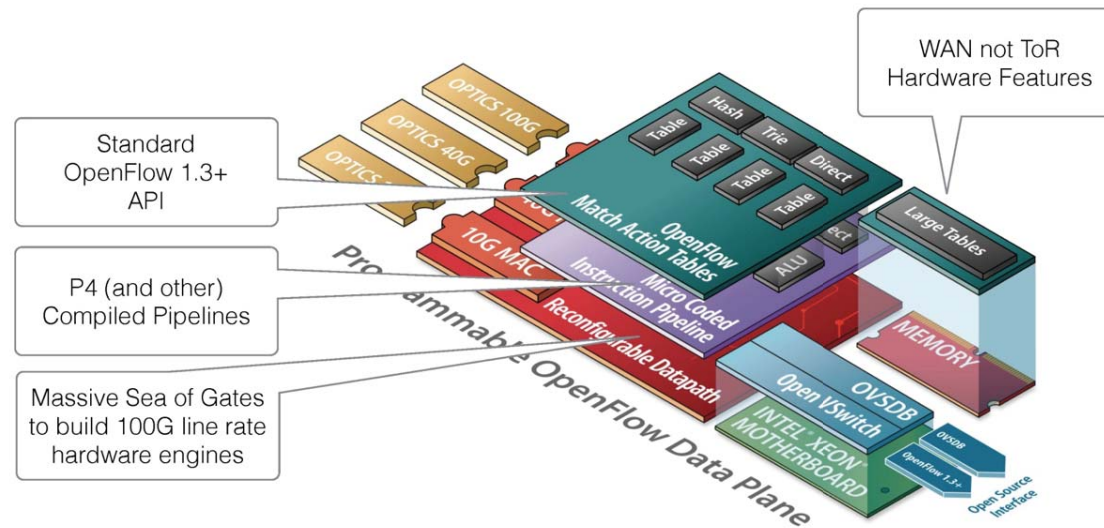 WAN not ToR
Hardware Features
Standard
OpenFlow 1.3+
API
P4 (and other)
Compiled Pipelines
Massive Sea of Gates
to build 100G line rate
hardware engines
OPTICS 100G
OPTICS 40G
OPTICS
Hash
Trie
Direct
Table
Table
Table
Table
OpenFlow
Match Action Tables
Large Tables
ALU
Micro Coded
Instruction Pipeline
10G MAC
Reconfigurable Datapath
MEMORY
OVSDB
Open VSwitch
INTEL® XEON®
MOTHERBOARD
OVSDB
OpenFlow 1.3+
Open Source
Interface
OpenFlow Data Plane